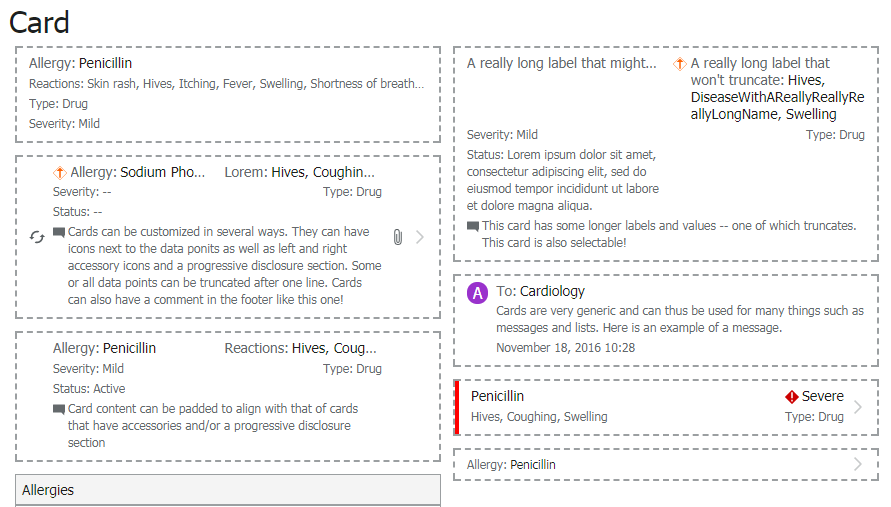 Card
Allergy: Penicillin
Reactions: Skin rash, Hives, Itching, Fever, Swelling, Shortness of breath...
Type: Drug
Severity: Mild
Allergy: Sodium Pho... Lorem: Hives, Coughin...
Severity: -- Type: Drug
Status: --
Cards can be customized in several ways. They can have
icons next to the data ponits as well as left and right
accessory icons and a progressive disclosure section. Some
or all data points can be truncated after one line. Cards
can also have a comment in the footer like this one!
Allergy: Penicillin Reactions: Hives, Coug...
Severity: Mild Type: Drug
Status: Active
Card content can be padded to align with that of cards
that have accessories and/or a progressive disclosure
section
Allergies
A really long label that might...
A really long label that
won't truncate: Hives,
DiseaseWithAReallyReallyRe
allyLongName, Swelling
Severity: Mild Type: Drug
Status: Lorem ipsum dolor sit amet,
consectetur adipiscing elit, sed do
eiusmod tempor incididunt ut labore
et dolore magna aliqua.
This card has some longer labels and values -- one of which truncates.
This card is also selectable!
A
To: Cardiology
Cards are very generic and can thus be used for many things such as
messages and lists. Here is an example of a message.
November 18, 2016 10:28
Penicillin Severe
Hives, Coughing, Swelling Type: Drug
Allergy: Penicillin